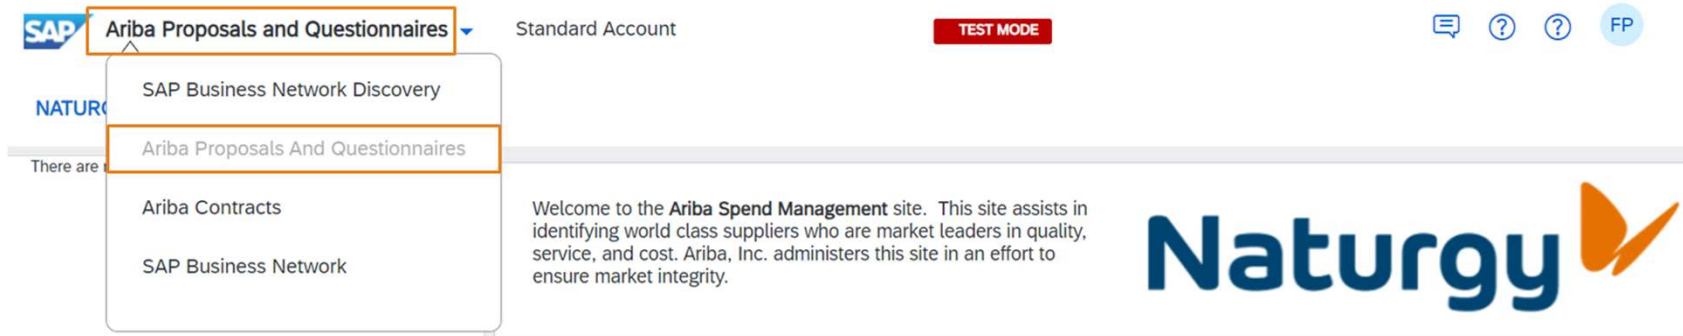 SAP Ariba Proposals and Questionnaires Standard Account TEST MODE ? ? FP
SAP Business Network Discovery
NATUR
Ariba Proposals And Questionnaires
There are
Ariba Contracts
SAP Business Network
Welcome to the Ariba Spend Management site. This site assists in
identifying world class suppliers who are market leaders in quality,
service, and cost. Ariba, Inc. administers this site in an effort to
ensure market integrity.
Naturgy